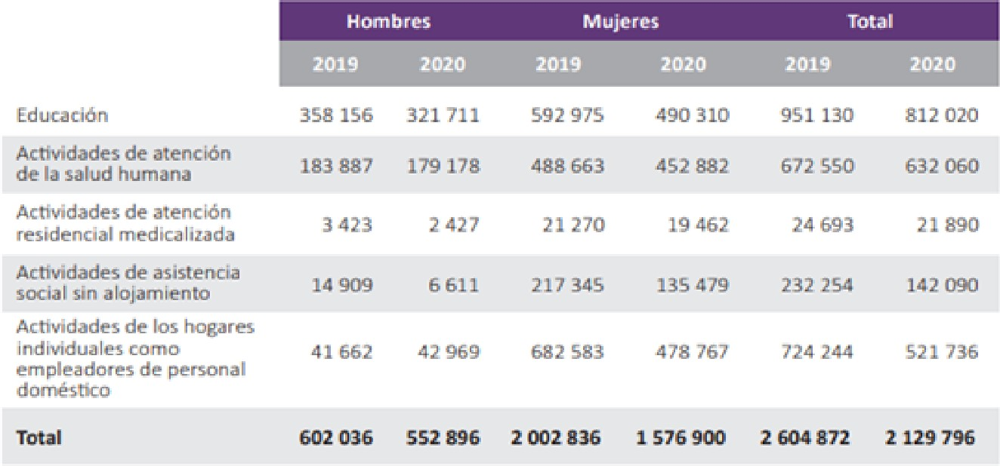 Hombres Mujeres Total
2019 2020 2019 2020 2019 2020
Educación 358 156 321 711 592 975 490 310 951 130 812 020
Actividades de atención
de la salud humana 183 887 179 178 488 663 452 882 672 550 632 060
Actividades de atención
residencial medicalizada 3 423 2 427 21 270 19 462 24 693 21 890
Actividades de asistencia
social sin alojamiento 14 909 6 611 217 345 135 479 232 254 142 090
Actividades de los hogares
individuales como 41 662 42 969 682 583 478 767 724 244 521 736
empleadores de personal
doméstico
Total 602 036 552 896 2 002 836 1 576 900 2 604 872 2 129 796